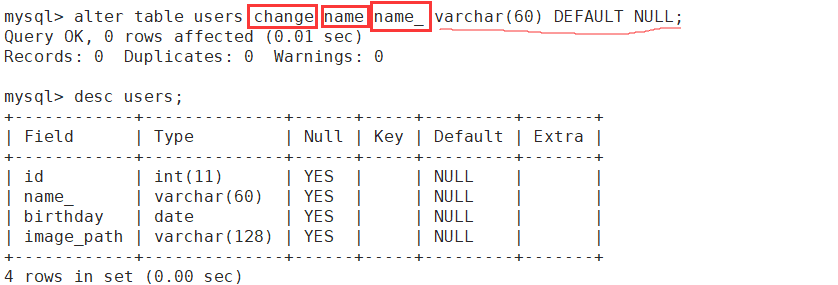 mysql> alter table users change name name_ varchar(60) DEFAULT NULL;
Query OK, 0 rows affected (0.01 sec)
Records: 0  Duplicates: 0  Warnings: 0
mysql> desc users;
+------------+--------------+------+-----+---------+-------+
| Field      | Type         | Null | Key | Default | Extra |
+------------+--------------+------+-----+---------+-------+
| id         | int(11)      | YES  |     | NULL    |       |
| name_      | varchar(60)  | YES  |     | NULL    |       |
| birthday   | date         | YES  |     | NULL    |       |
| image_path | varchar(128) | YES  |     | NULL    |       |
+------------+--------------+------+-----+---------+-------+
4 rows in set (0.00 sec)